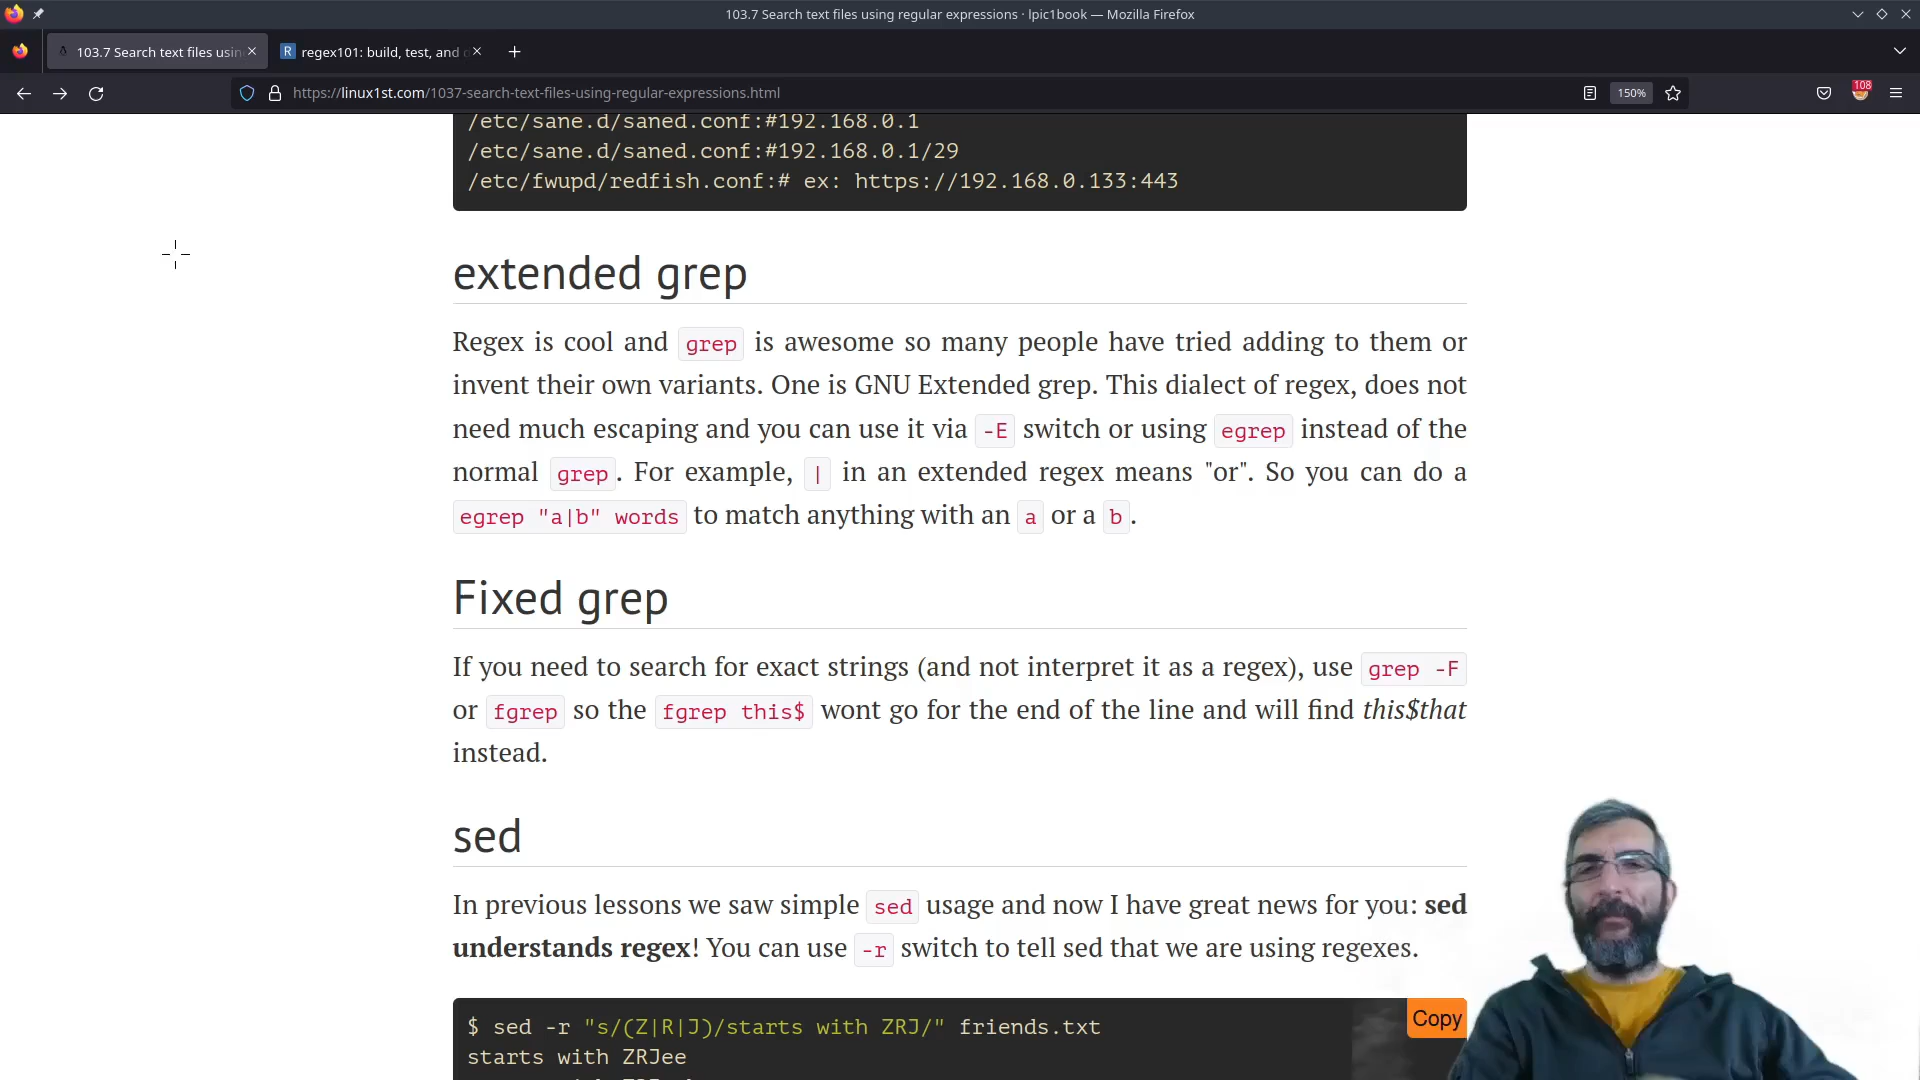 103.7 Search text files using regular expressions · lpic1book — Mozilla Firefox
103.7 Search text files usin
regex101: build, test, and
https://linux1st.com/1037-search-text-files-using-regular-expressions.html
150%
108
/etc/sane.d/saned.conf:#192.168.0.1
/etc/sane.d/saned.conf:#192.168.0.1/29
/etc/fwupd/redfish.conf:# ex: https://192.168.0.133:443
extended grep
Regex is cool and grep is awesome so many people have tried adding to them or
invent their own variants. One is GNU Extended grep. This dialect of regex, does not
need much escaping and you can use it via -E switch or using egrep instead of the
normal grep. For example, | in an extended regex means "or". So you can do a
egrep "a|b" words to match anything with an a or a b.
Fixed grep
If you need to search for exact strings (and not interpret it as a regex), use grep -F
or fgrep so the fgrep this$ wont go for the end of the line and will find this$that
instead.
sed
In previous lessons we saw simple sed usage and now I have great news for you: sed
understands regex! You can use -r switch to tell sed that we are using regexes.
Copy
$ sed -r "s/(Z|R|J)/starts with ZRJ/" friends.txt
starts with ZRJee